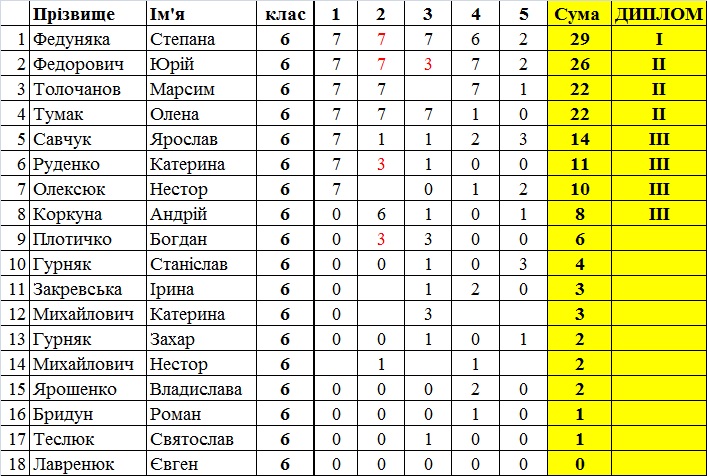 Прізвище Ім'я клас 1 2 3 4 5 Сума ДИПЛОМ
1 Федуняка Степана 6 7 7 7 6 2 29 I
2 Федорович Юрій 6 7 7 3 7 2 26 II
3 Толочанов Марсим 6 7 7 7 1 22 II
4 Тумак Олена 6 7 7 7 1 0 22 II
5 Савчук Ярослав 6 7 1 1 2 3 14 III
6 Руденко Катерина 6 7 3 1 0 0 11 III
7 Олексюк Нестор 6 7 0 1 2 10 III
8 Коркуна Андрій 6 0 6 1 0 1 8 III
9 Плотичко Богдан 6 0 3 3 0 0 6
10 Гурняк Станіслав 6 0 0 1 0 3 4
11 Закревська Ірина 6 0 1 2 0 3
12 Михайлович Катерина 6 0 3 3
13 Гурняк Захар 6 0 0 1 0 1 2
14 Михайлович Нестор 6 1 1 2
15 Ярошенко Владислава 6 0 0 0 2 0 2
16 Бридун Роман 6 0 0 0 1 0 1
17 Теслюк Святослав 6 0 0 1 0 0 1
18 Лавренюк Євген 6 0 0 0 0 0 0